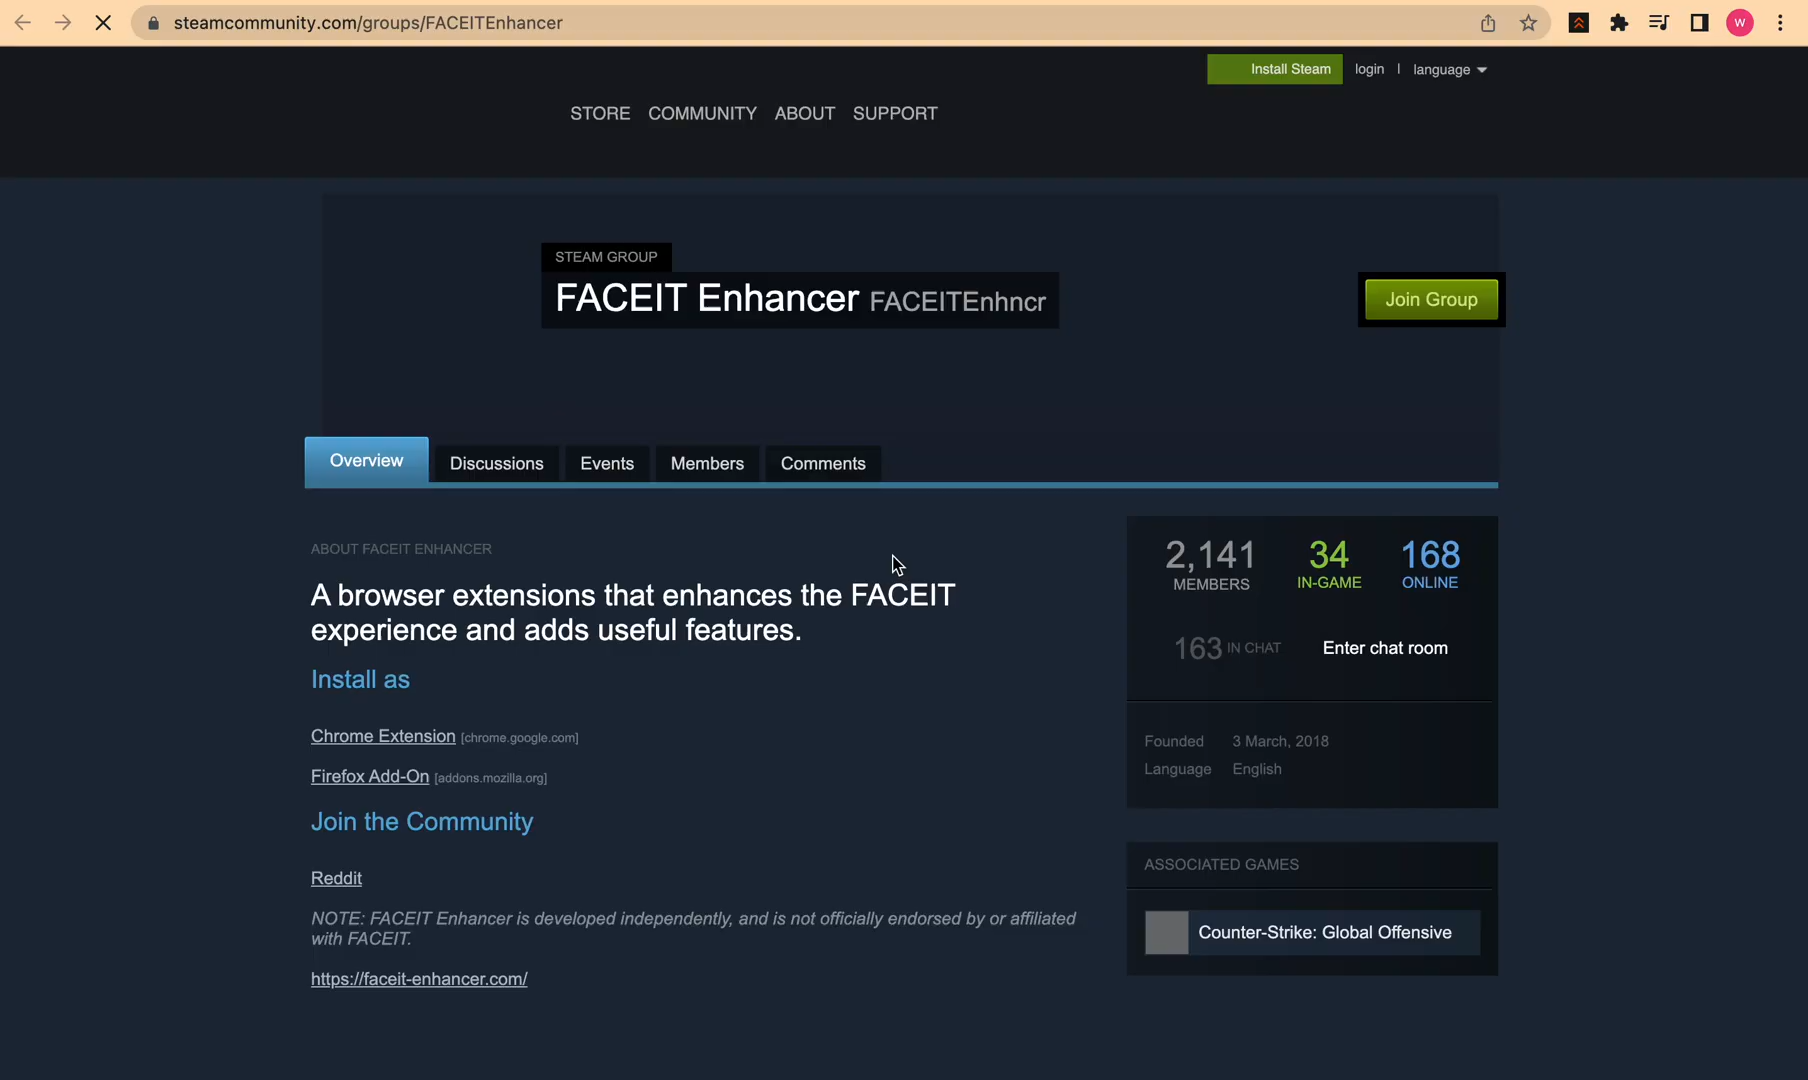 steamcommunity.com/groups/FACEITEnhancer
W
Install Steam login | language
STORE COMMUNITY ABOUT SUPPORT
STEAM GROUP
FACEIT Enhancer FACEITEnhncr
Join Group
Overview Discussions Events Members Comments
ABOUT FACEIT ENHANCER
A browser extensions that enhances the FACEIT
experience and adds useful features.
Install as
Chrome Extension [chrome.google.com]
Firefox Add-On [addons.mozilla.org]
Join the Community
Reddit
NOTE: FACEIT Enhancer is developed independently, and is not officially endorsed by or affiliated
with FACEIT.
https://faceit-enhancer.com/
2,141 34 168
MEMBERS IN-GAME ONLINE
163 IN CHAT Enter chat room
Founded 3 March, 2018
Language English
ASSOCIATED GAMES
Counter-Strike: Global Offensive